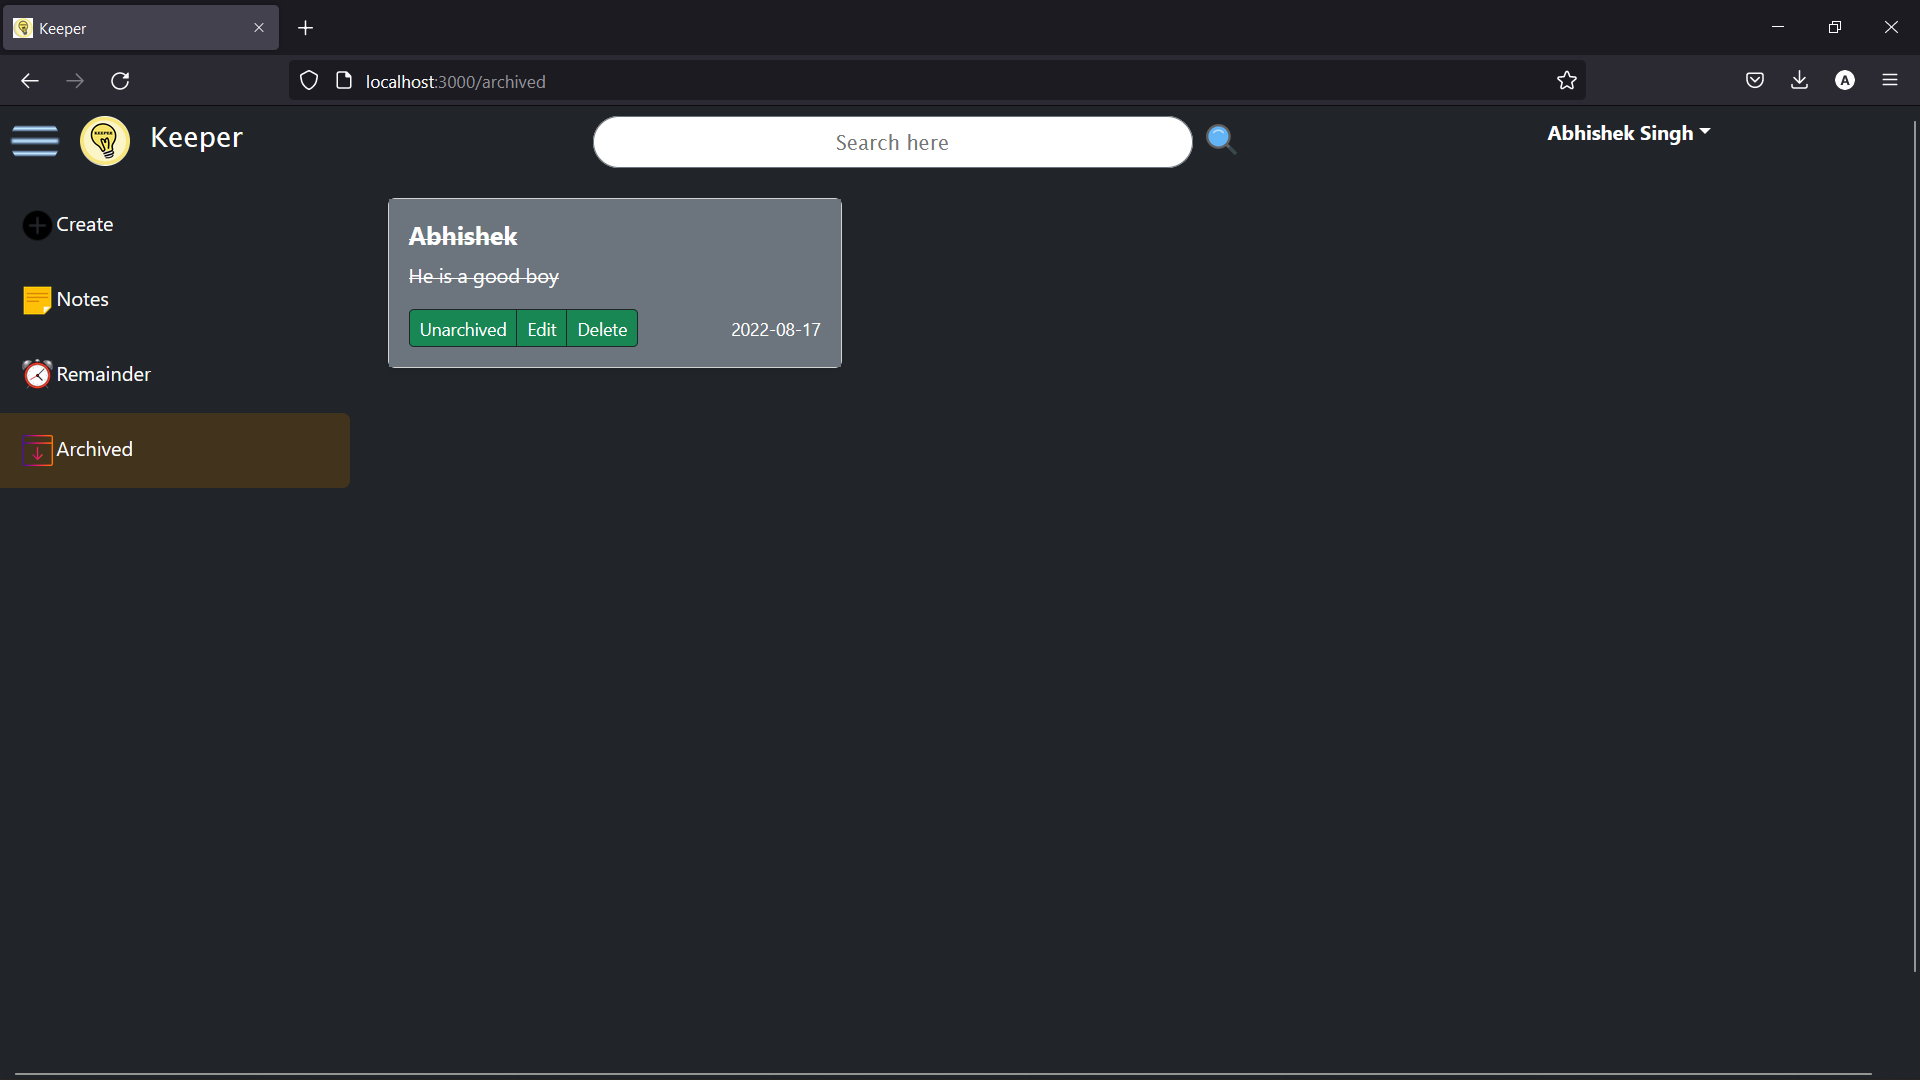 Keeper
localhost:3000/archived
A
KEEPER
Keeper
Search here
Abhishek Singh
Create
Notes
Remainder
Archived
Abhishek
He is a good boy
Unarchived Edit Delete 2022-08-17